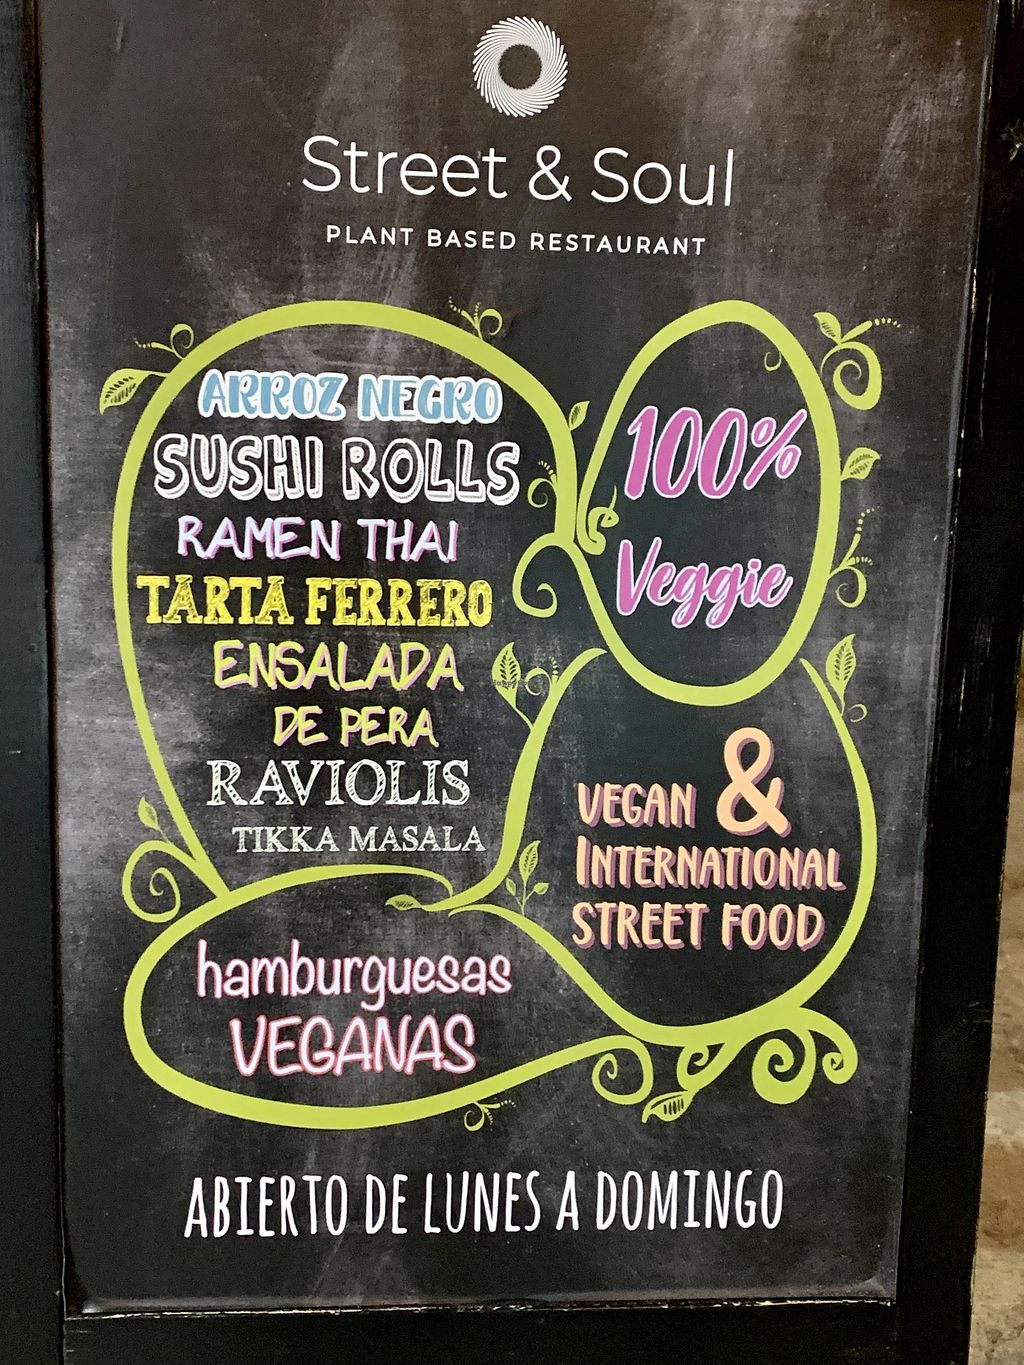 Street & Soul
PLANT BASED RESTAURANT
ARROZ NEGRO
SUSHI ROLLS
RAMEN THAI
TARTA FERRERO
ENSALADA
DE PERA
RAVIOLIS
TIKKA MASALA
100%
Veggie
VEGAN &
INTERNATIONAL
STREET FOOD
hamburguesas
VEGANAS
ABIERTO DE LUNES A DOMINGO